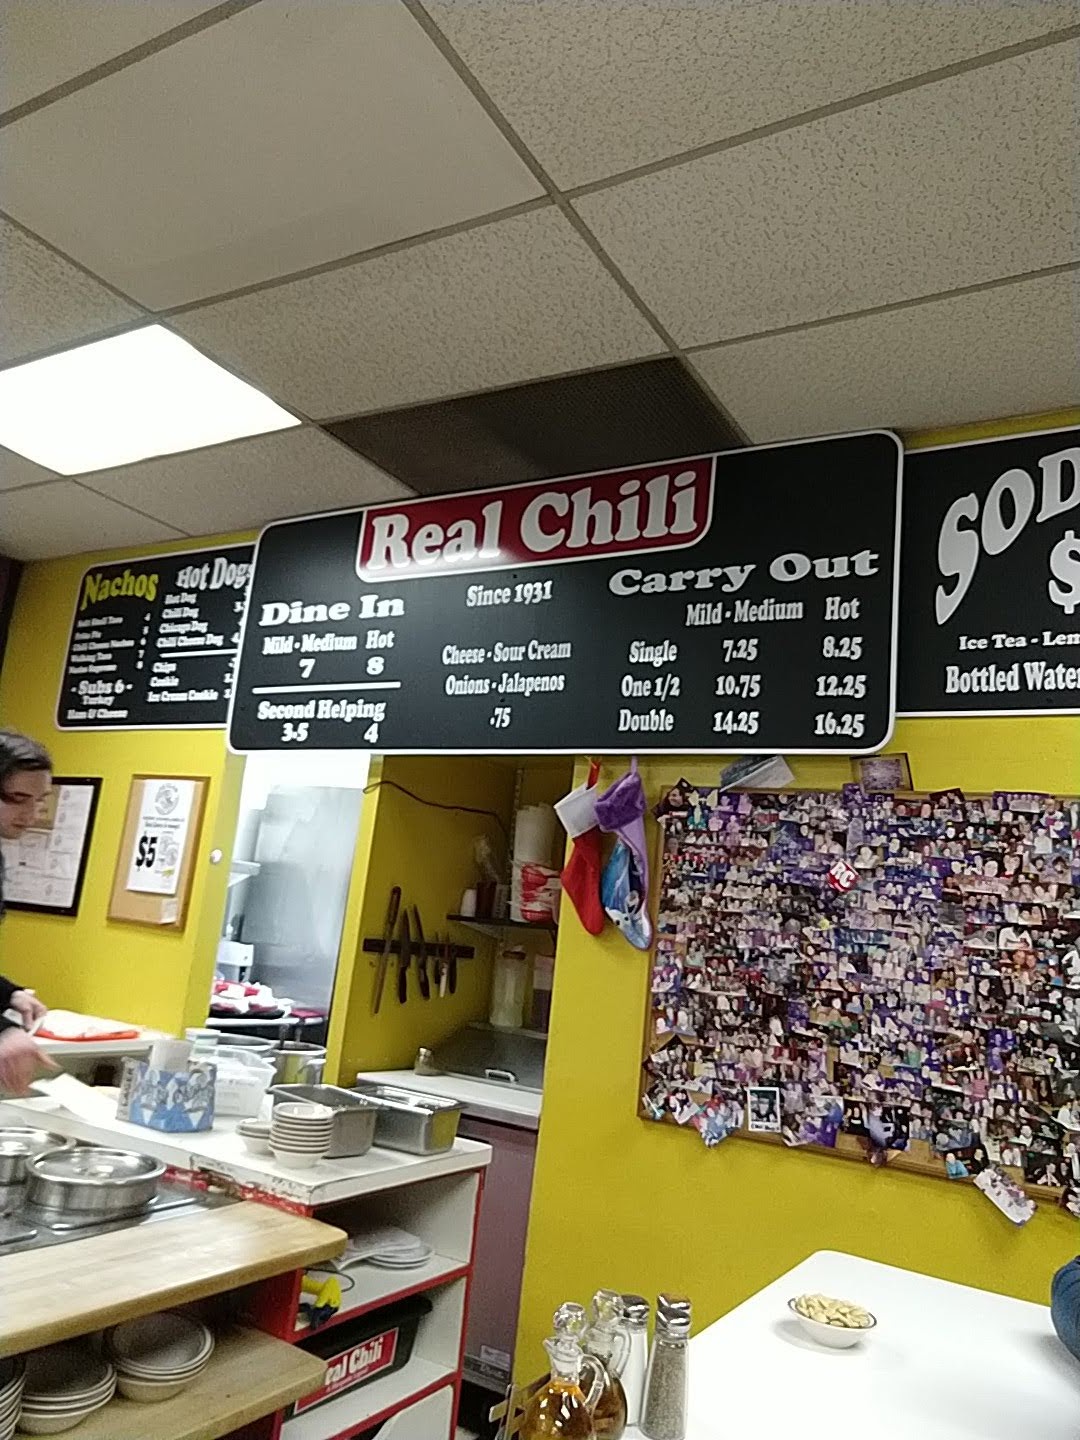 Nachos
Hot Dogs
Hot Dog
Chili Dog
Chicago Dog
Chili Cheese Dog
Chips
Cookie
Ice Cream Cookie
- Subs 6 -
Turkey
Ham & Cheese
Real Chili
Since 1931
Dine In
Mild - Medium Hot
7 8
Second Helping
3.5 4
Cheese - Sour Cream
Onions - Jalapenos
.75
Carry Out
Mild - Medium Hot
Single 7.25 8.25
One 1/2 10.75 12.25
Double 14.25 16.25
SOD
$
Ice Tea - Lem
Bottled Water
$5
RC
al Chili